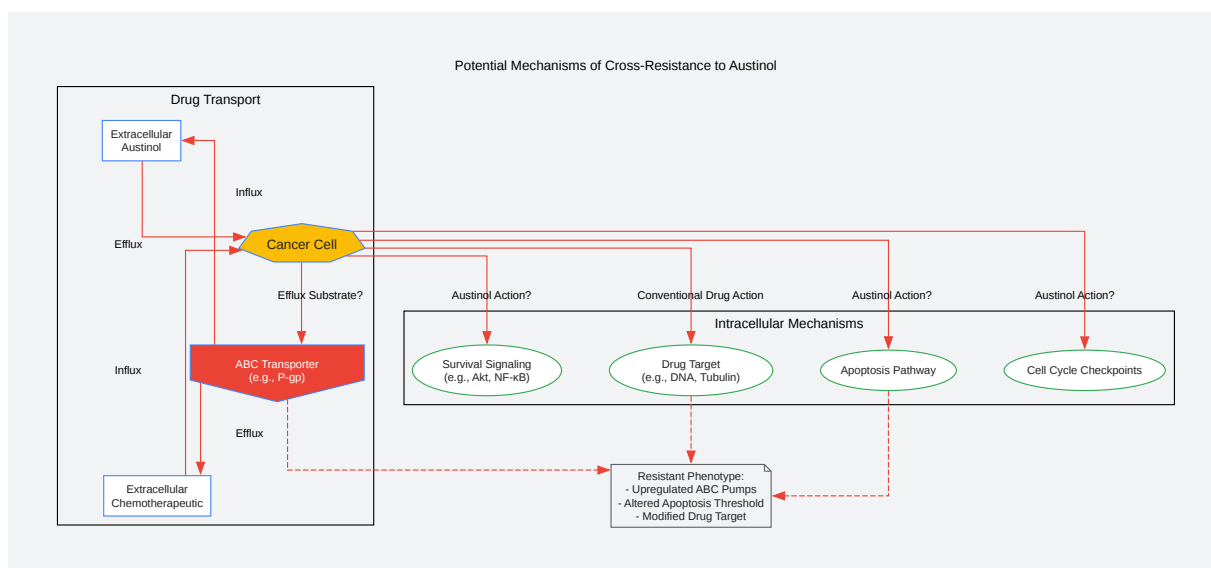 Potential Mechanisms of Cross-Resistance to Austinol
Drug Transport
Extracellular
Austinol
Influx
Efflux
Cancer Cell
Efflux Substrate?
ABC Transporter
(e.g., P-gp)
Influx
Efflux
Extracellular
Chemotherapeutic
Austinol Action?
Conventional Drug Action
Austinol Action?
Austinol Action?
Intracellular Mechanisms
Survival Signaling
(e.g., Akt, NF-κB)
Drug Target
(e.g., DNA, Tubulin)
Apoptosis Pathway
Cell Cycle Checkpoints
Resistant Phenotype:
- Upregulated ABC Pumps
- Altered Apoptosis Threshold
- Modified Drug Target